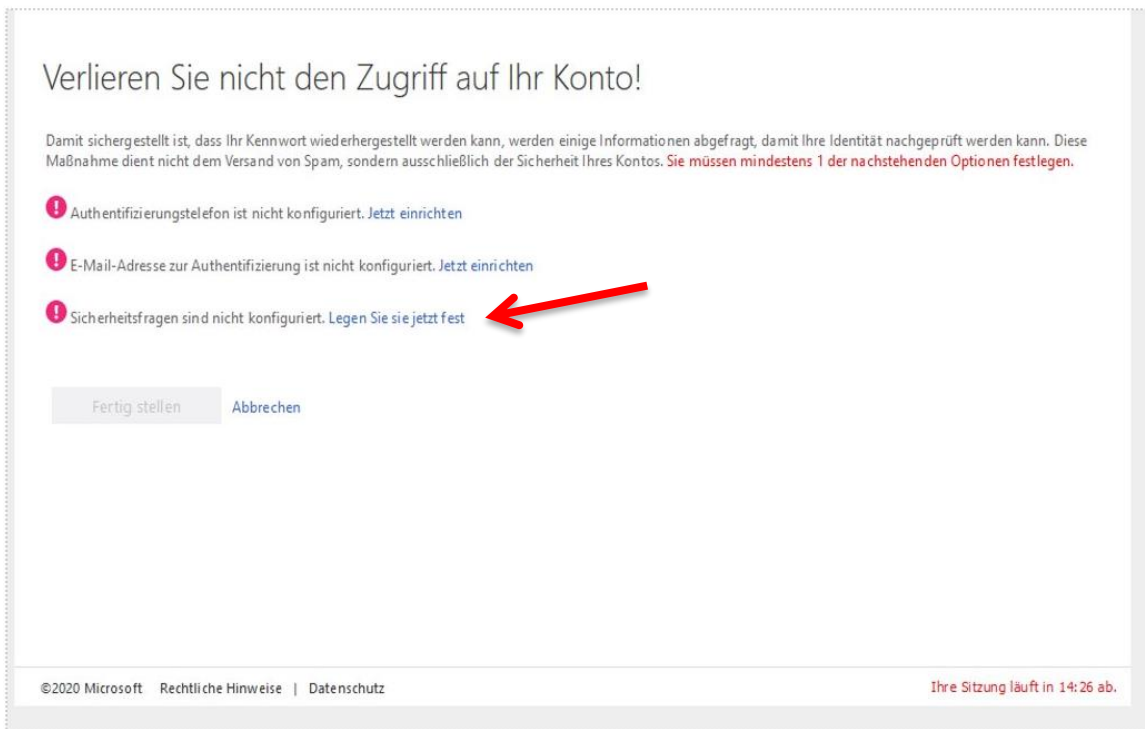 Verlieren Sie nicht den Zugriff auf Ihr Konto!
Damit sichergestellt ist, dass Ihr Kennwort wiederhergestellt werden kann, werden einige Informationen abgefragt, damit Ihre Identität nachgeprüft werden kann. Diese
Maßnahme dient nicht dem Versand von Spam, sondern ausschließlich der Sicherheit Ihres Kontos. Sie müssen mindestens 1 der nachstehenden Optionen festlegen.
Authentifizierungstelefon ist nicht konfiguriert. Jetzt einrichten
E-Mail-Adresse zur Authentifizierung ist nicht konfiguriert. Jetzt einrichten
Sicherheitsfragen sind nicht konfiguriert. Legen Sie sie jetzt fest
Fertig stellen Abbrechen
©2020 Microsoft Rechtliche Hinweise | Datenschutz Ihre Sitzung läuft in 14:26 ab.